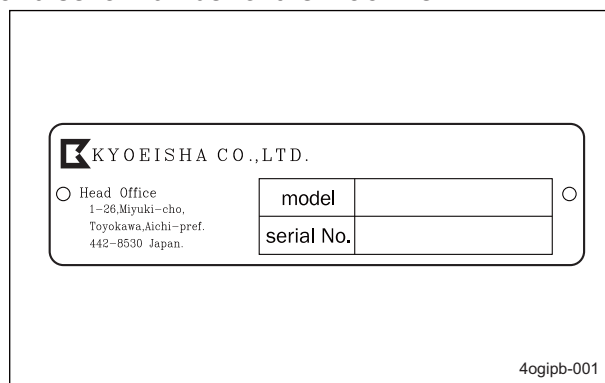 KYOEISHA CO.,LTD.
Head Office
1-26,Miyuki-cho,
Toyokawa,Aichi-pref.
442-8530 Japan.
model
serial No.
4ogipb-001